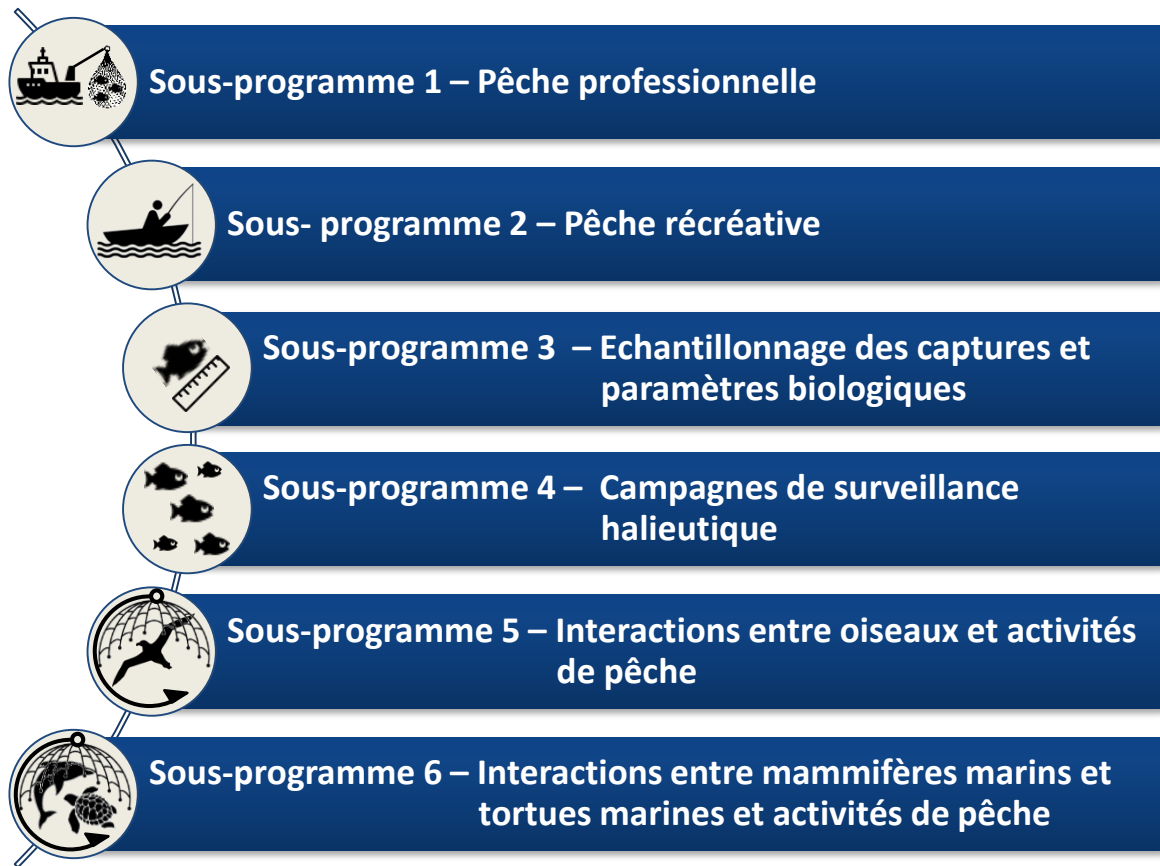 Sous-programme 1 – Pêche professionnelle
Sous- programme 2 – Pêche récréative
Sous-programme 3 – Echantillonnage des captures et
paramètres biologiques
Sous-programme 4 – Campagnes de surveillance
halieutique
Sous-programme 5 – Interactions entre oiseaux et activités
de pêche
Sous-programme 6 – Interactions entre mammifères marins et
tortues marines et activités de pêche